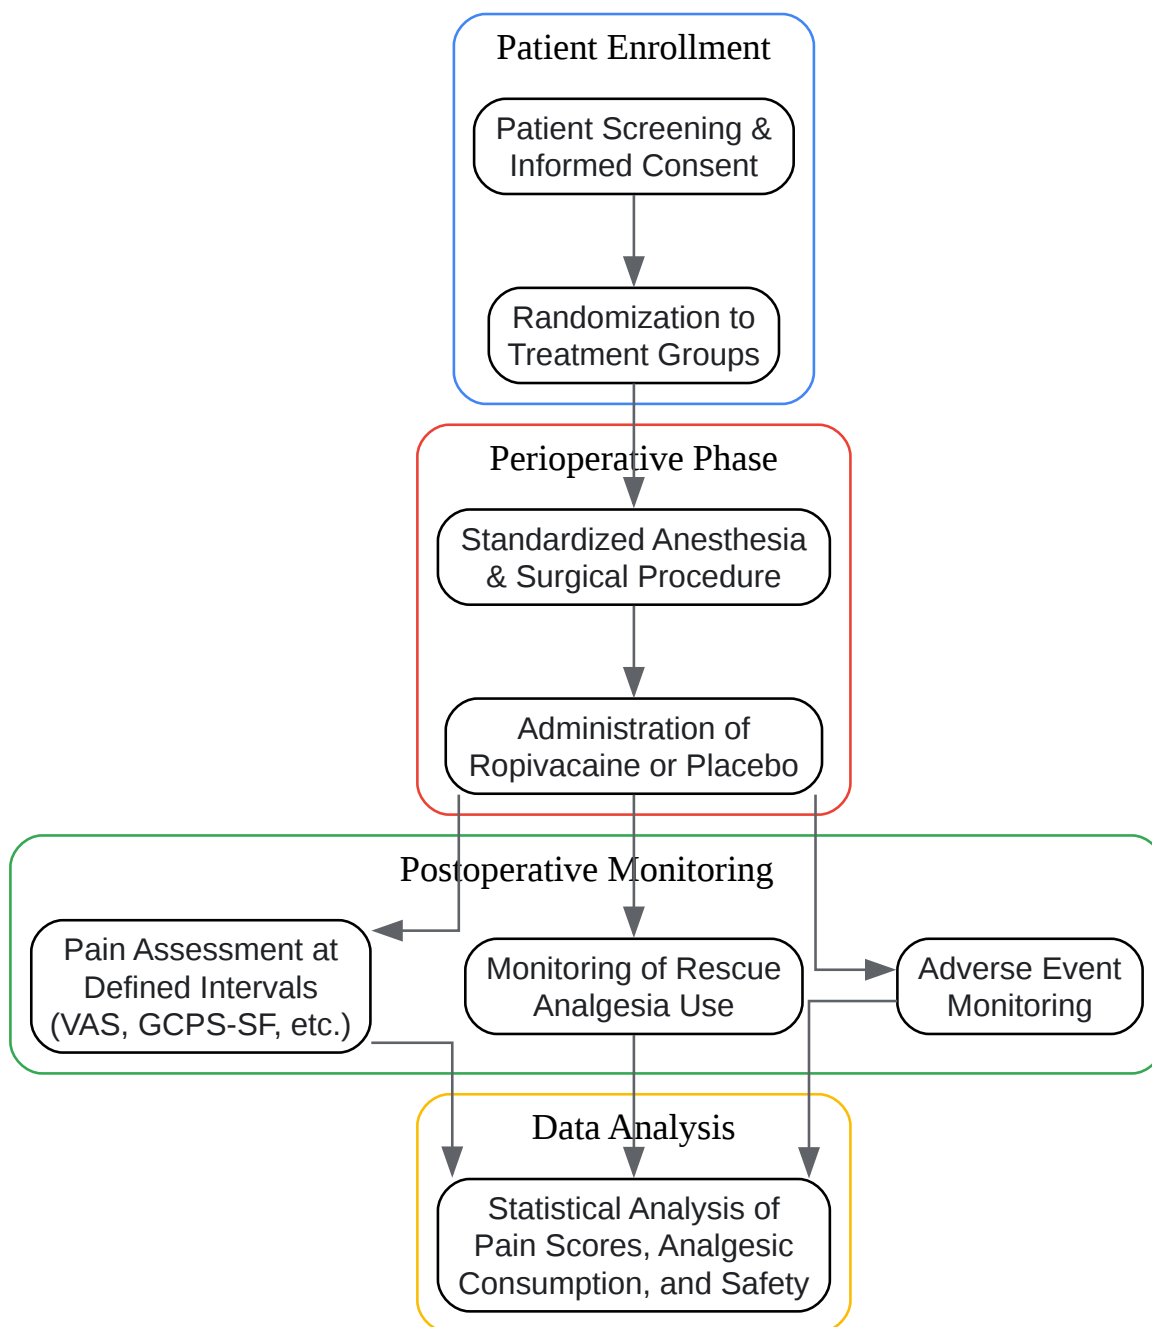 Patient Enrollment
Patient Screening &
Informed Consent
Randomization to
Treatment Groups
Perioperative Phase
Standardized Anesthesia
& Surgical Procedure
Administration of
Ropivacaine or Placebo
Postoperative Monitoring
Pain Assessment at
Defined Intervals
(VAS, GCPS-SF, etc.)
Monitoring of Rescue
Analgesia Use
Adverse Event
Monitoring
Data Analysis
Statistical Analysis of
Pain Scores, Analgesic
Consumption, and Safety